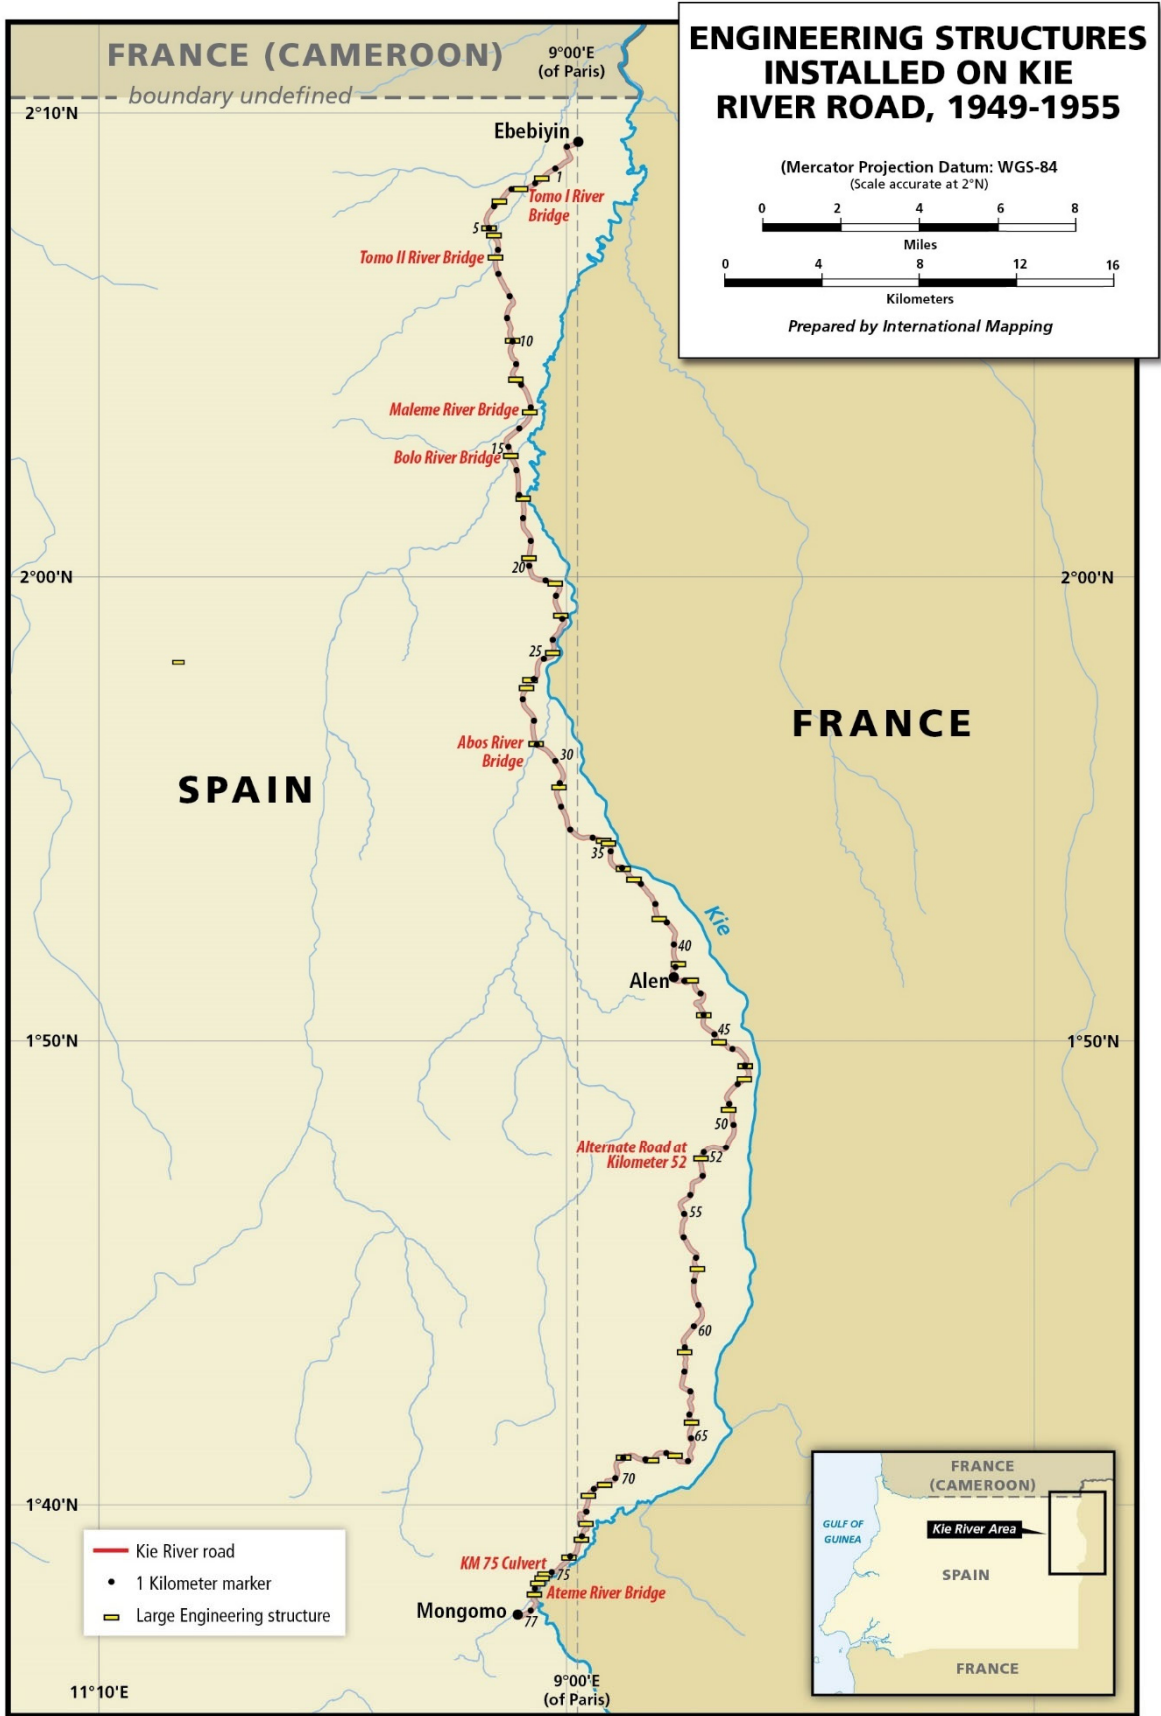 ENGINEERING STRUCTURES
INSTALLED ON KIE
RIVER ROAD, 1949-1955
(Mercator Projection Datum: WGS-84
(Scale accurate at 2°N)
0 2 4 6 8
Miles
0 4 8 12 16
Kilometers
Prepared by International Mapping
FRANCE (CAMEROON)
boundary undefined
9°00'E
(of Paris)
2°10'N
Ebebiyin
1
Tomo I River
Bridge
5
Tomo II River Bridge
10
Maleme River Bridge
15
Bolo River Bridge
20
2°00'N
2°00'N
25
Abos River
Bridge
30
FRANCE
SPAIN
35
Kie
40
Alen
45
1°50'N
1°50'N
50
Alternate Road at
Kilometer 52
52
55
60
65
70
1°40'N
KM 75 Culvert
75
Ateme River Bridge
Mongomo
77
11°10'E
9°00'E
(of Paris)
Kie River road
1 Kilometer marker
Large Engineering structure
FRANCE
(CAMEROON)
GULF OF
GUINEA
Kie River Area
SPAIN
FRANCE